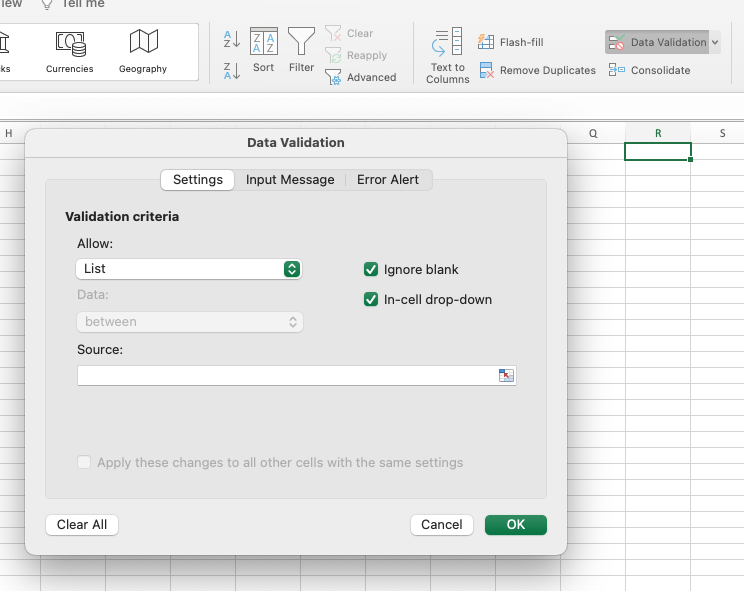 Tell me
Currencies
Geography
Sort
Filter
Clear
Reapply
Advanced
Text to
Columns
Flash-fill
Remove Duplicates
Data Validation
Consolidate
H
Q
R
S
Data Validation
Settings
Input Message
Error Alert
Validation criteria
Allow:
List
Ignore blank
Data:
In-cell drop-down
between
Source:
Apply these changes to all other cells with the same settings
Clear All
Cancel
OK